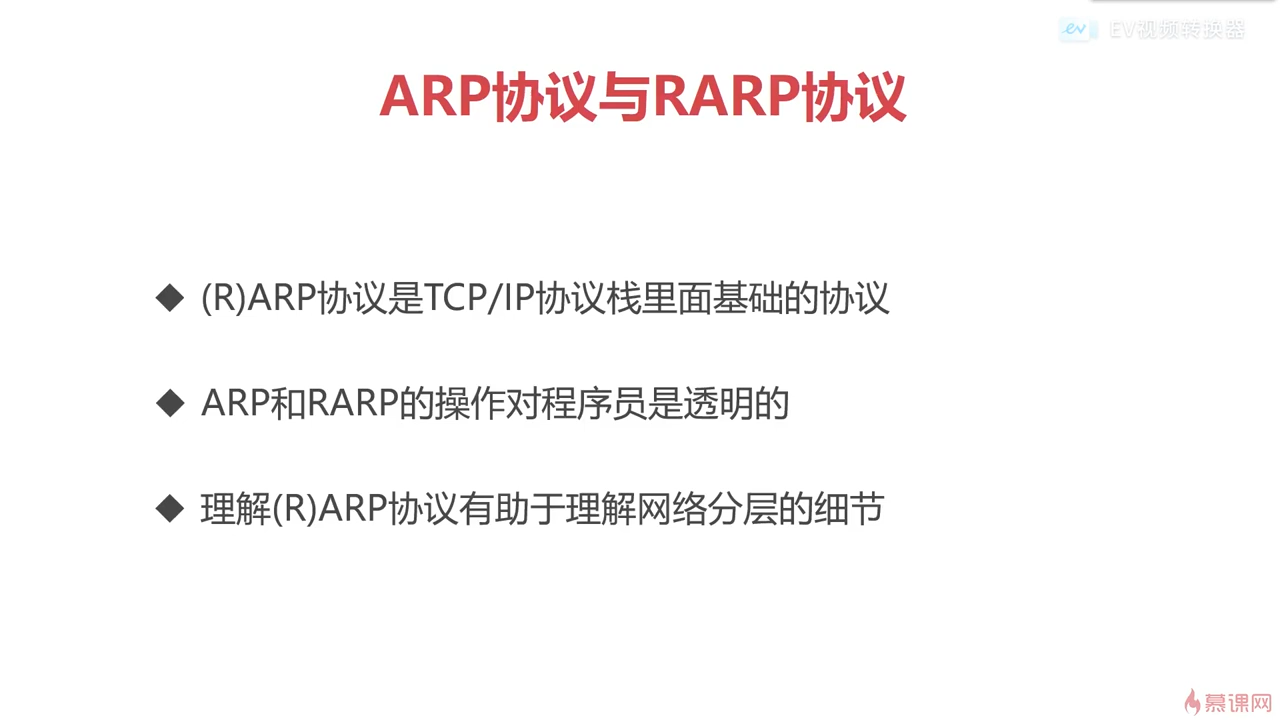 EV视频转换器
ARP协议与RARP协议
(R)ARP协议是TCP/IP协议栈里面基础的协议
ARP和RARP的操作对程序员是透明的
理解(R)ARP协议有助于理解网络分层的细节
慕课网